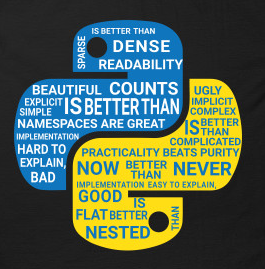 IS BETTER THAN
SPARSE
DENSE
READABILITY
BEAUTIFUL COUNTS
EXPLICIT
SIMPLE
IS BETTER THAN
NAMESPACES ARE GREAT
IMPLEMENTATION
HARD TO
EXPLAIN,
BAD
UGLY
IMPLICIT
COMPLEX
IS BETTER THAN
COMPLICATED
PRACTICALITY BEATS PURITY
NOW BETTER THAN NEVER
IMPLEMENTATION EASY TO EXPLAIN,
GOOD IS
FLAT BETTER
THAN
NESTED